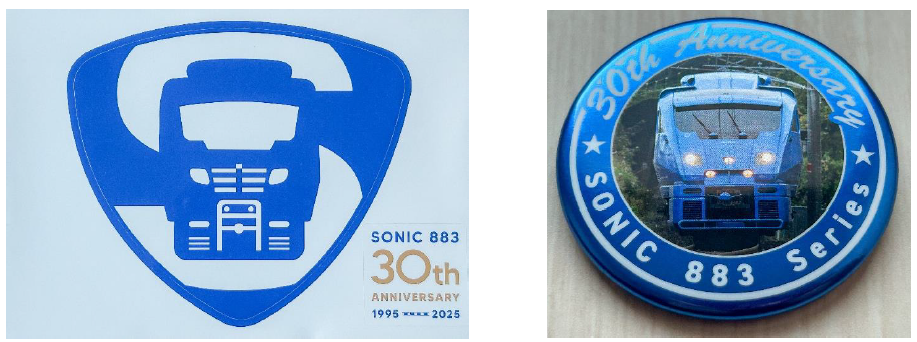 SONIC 883
30th
ANNIVERSARY
1995 2025
30th Anniversary
★ SONIC 883 Series ★